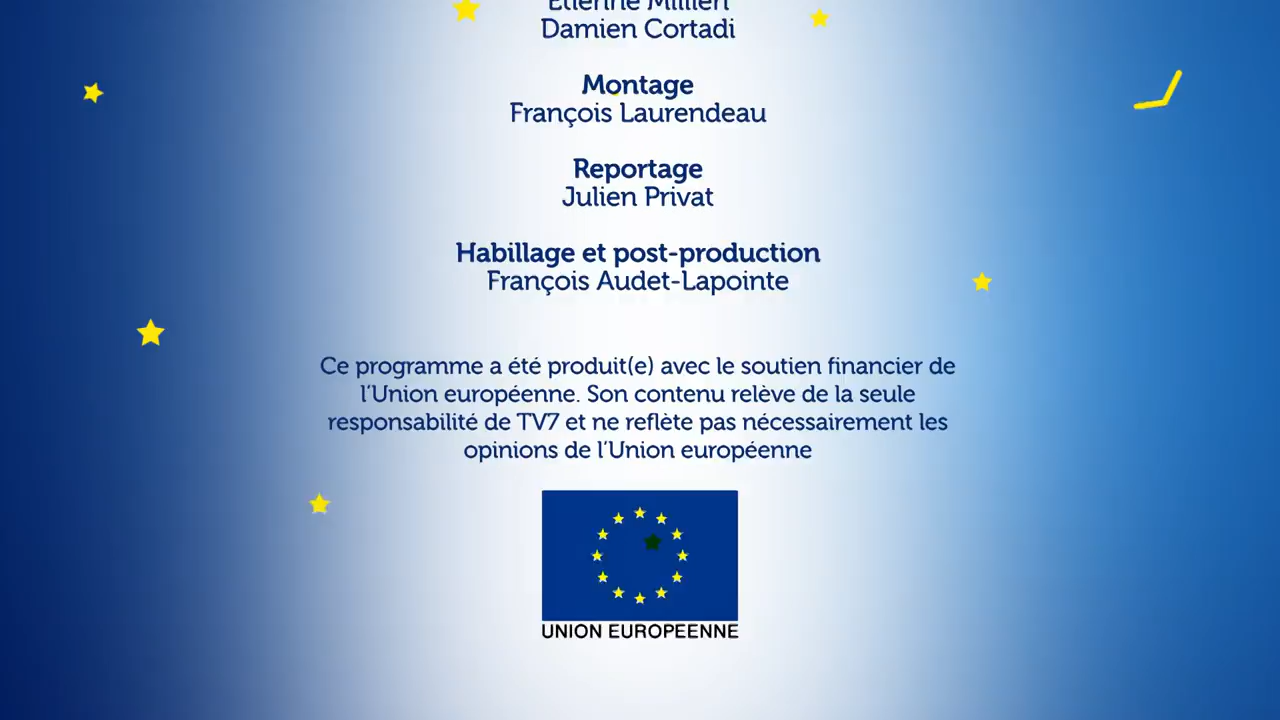 Etienne Millien
Damien Cortadi
Montage
François Laurendeau
Reportage
Julien Privat
Habillage et post-production
François Audet-Lapointe
Ce programme a été produit(e) avec le soutien financier de
l’Union européenne. Son contenu relève de la seule
responsabilité de TV7 et ne reflète pas nécessairement les
opinions de l’Union européenne
UNION EUROPEENNE